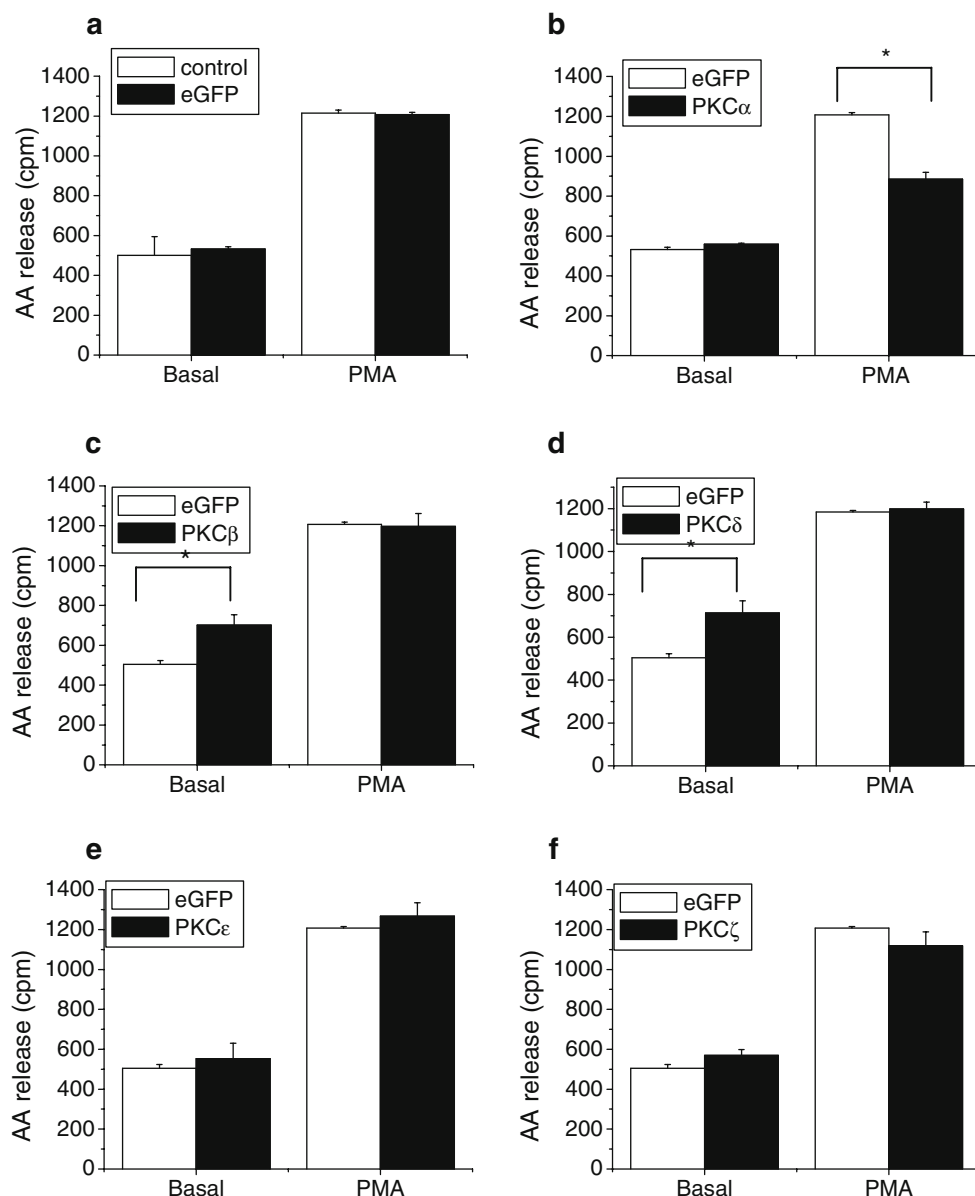 a
control
eGFP
AA release (cpm)
1400
1200
1000
800
600
400
200
0
Basal
PMA
b
*
eGFP
PKCα
AA release (cpm)
1400
1200
1000
800
600
400
200
0
Basal
PMA
c
eGFP
PKCβ
*
AA release (cpm)
1400
1200
1000
800
600
400
200
0
Basal
PMA
d
eGFP
PKCδ
*
AA release (cpm)
1200
1000
800
600
400
200
0
Basal
PMA
e
eGFP
PKCε
AA release (cpm)
1400
1200
1000
800
600
400
200
0
Basal
PMA
f
eGFP
PKCζ
AA release (cpm)
1400
1200
1000
800
600
400
200
0
Basal
PMA